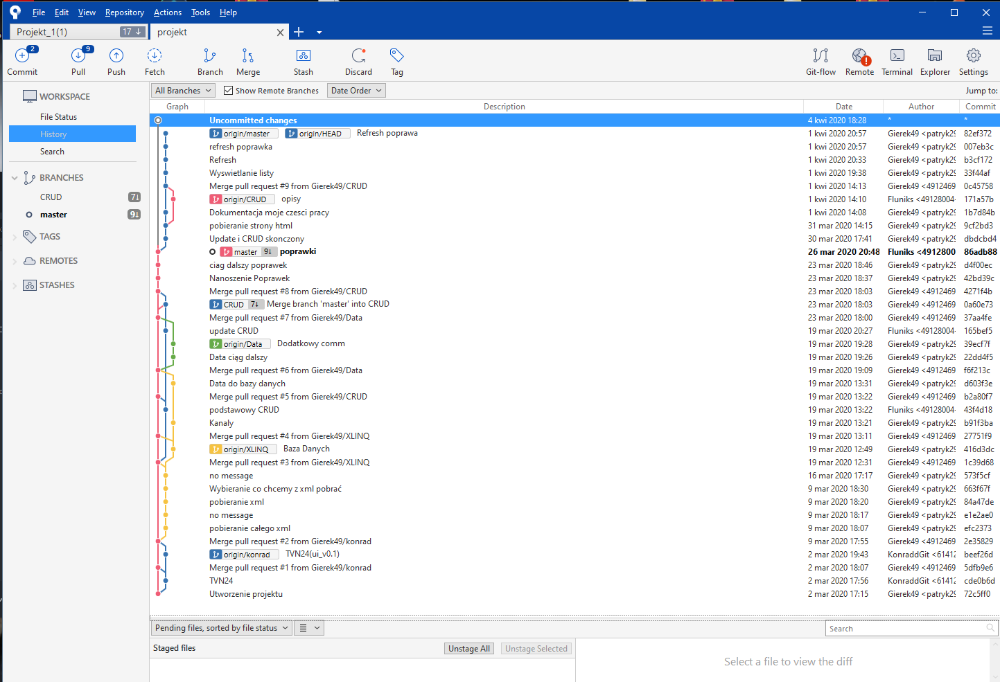 File Edit View Repository Actions Tools Help
Projekt_1(1) 17 ↓ projekt
2 9
Commit Pull Push Fetch Branch Merge Stash Discard Tag Git-flow Remote Terminal Explorer Settings
WORKSPACE
File Status
History
Search
BRANCHES
CRUD 7↓
master 9↓
TAGS
REMOTES
STASHES
All Branches Show Remote Branches Date Order Jump to:
Graph Description Date Author Commit
Uncommitted changes 4 kwi 2020 18:28 * *
origin/master origin/HEAD Refresh poprawa 1 kwi 2020 20:57 Gierek49 <patryk29 82ef372
refresh poprawka 1 kwi 2020 20:57 Gierek49 <patryk29 007eb3c
Refresh 1 kwi 2020 20:33 Gierek49 <patryk29 b3cf172
Wyswietlanie listy 1 kwi 2020 19:38 Gierek49 <patryk29 33f44af
Merge pull request #9 from Gierek49/CRUD 1 kwi 2020 14:13 Gierek49 <4912469 0c45758
origin/CRUD opisy 1 kwi 2020 14:10 Fluniks <49128004- 171a57b
Dokumentacja moje czesci pracy 1 kwi 2020 14:08 Gierek49 <patryk29 1b7d84b
pobieranie strony html 31 mar 2020 14:15 Gierek49 <patryk29 9cf2bd3
Update i CRUD skonczony 30 mar 2020 17:41 Gierek49 <patryk29 dbdcbd4
master 9↓ poprawki 26 mar 2020 20:48 Fluniks <4912800 86adb88
ciag dalszy poprawek 23 mar 2020 18:46 Gierek49 <patryk29 d4f00ec
Nanoszenie Poprawek 23 mar 2020 18:37 Gierek49 <patryk29 42bd39c
Merge pull request #8 from Gierek49/CRUD 23 mar 2020 18:03 Gierek49 <4912469 4271f4b
CRUD 7↓ Merge branch 'master' into CRUD 23 mar 2020 18:03 Gierek49 <4912469 0a60e73
Merge pull request #7 from Gierek49/Data 23 mar 2020 18:00 Gierek49 <4912469 37aa4fe
update CRUD 19 mar 2020 20:27 Fluniks <49128004- 165bef5
origin/Data Dodatkowy comm 19 mar 2020 19:28 Gierek49 <patryk29 39ecf7f
Data ciąg dalszy 19 mar 2020 19:26 Gierek49 <patryk29 22dd4f5
Merge pull request #6 from Gierek49/Data 19 mar 2020 19:09 Gierek49 <4912469 f6f213c
Data do bazy danych 19 mar 2020 13:31 Gierek49 <patryk29 d603f3e
Merge pull request #5 from Gierek49/CRUD 19 mar 2020 13:22 Gierek49 <4912469 b2a80f7
podstawowy CRUD 19 mar 2020 13:22 Fluniks <49128004- 43f4d18
Kanaly 19 mar 2020 13:21 Gierek49 <patryk29 b91f3ba
Merge pull request #4 from Gierek49/XLINQ 19 mar 2020 13:11 Gierek49 <4912469 27751f9
origin/XLINQ Baza Danych 19 mar 2020 12:49 Gierek49 <patryk29 416d3dc
Merge pull request #3 from Gierek49/XLINQ 19 mar 2020 12:31 Gierek49 <4912469 1c39d68
no message 16 mar 2020 17:17 Gierek49 <patryk29 573f5cf
Wybieranie co chcemy z xml pobrać 9 mar 2020 18:30 Gierek49 <patryk29 663f67f
pobieranie xml 9 mar 2020 18:20 Gierek49 <patryk29 84a47de
no message 9 mar 2020 18:17 Gierek49 <patryk29 e1e2ae0
pobieranie całego xml 9 mar 2020 18:07 Gierek49 <patryk29 efc2373
Merge pull request #2 from Gierek49/konrad 9 mar 2020 17:55 Gierek49 <4912469 2e35829
origin/konrad TVN24(ui_v0.1) 2 mar 2020 19:43 KonraddGit <61412 beef26d
Merge pull request #1 from Gierek49/konrad 2 mar 2020 18:07 Gierek49 <4912469 5dfb9e6
TVN24 2 mar 2020 17:56 KonraddGit <61412 cde0b6d
Utworzenie projektu 2 mar 2020 17:15 Gierek49 <patryk29 72c5ff0
Pending files, sorted by file status Search
Staged files Unstage All Unstage Selected
Select a file to view the diff